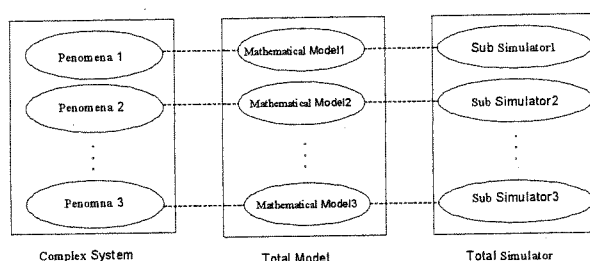 Penomena 1 Mathematical Model1 Sub Simulator1
Penomena 2 Mathematical Model2 Sub Simulator2
Penomna 3 Mathematical Model3 Sub Simulator3
Complex System Total Model Total Simulator